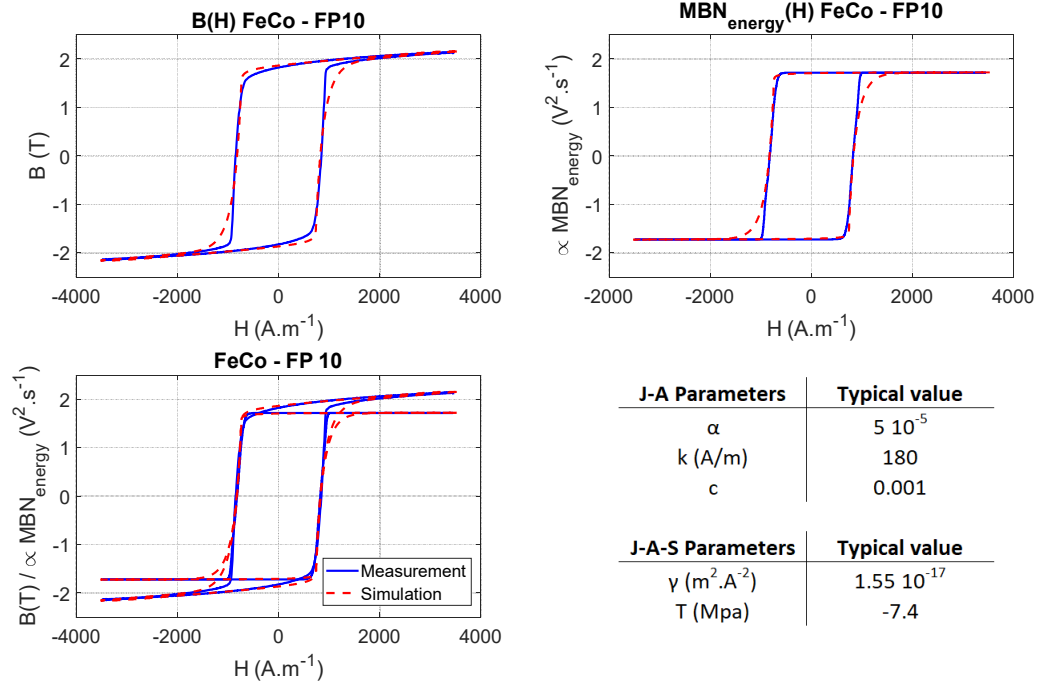 B(H) FeCo - FP10
2
1
0
-1
-2
B (T)
-4000 -2000 0 2000 4000
H (A.m⁻¹)
MBN_energy(H) FeCo - FP10
2
1
0
-1
-2
∝ MBN_energy (V².s⁻¹)
-2000 -2000 0 2000 4000
H (A.m⁻¹)
FeCo - FP 10
2
1
0
-1
-2
B(T) / ∝ MBN_energy (V².s⁻¹)
Measurement
Simulation
-4000 -2000 0 2000 4000
H (A.m⁻¹)
J-A Parameters Typical value
α 5 10⁻⁵
k (A/m) 180
c 0.001
J-A-S Parameters Typical value
γ (m².A⁻²) 1.55 10⁻¹⁷
T (Mpa) -7.4